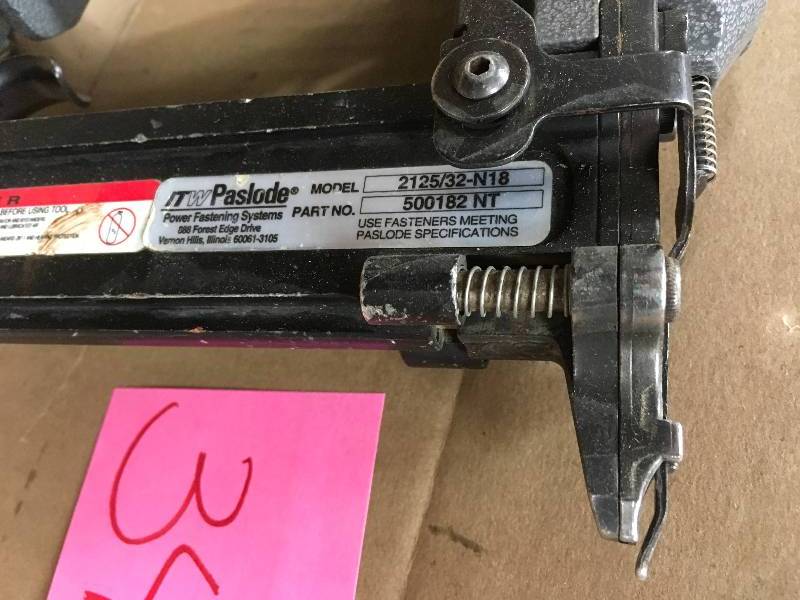 ITW Paslode® MODEL 2125/32-N18
Power Fastening Systems PART NO. 500182 NT
888 Forest Edge Drive USE FASTENERS MEETING
Vernon Hills, Illinois 60061-3105 PASLODE SPECIFICATIONS
BEFORE USING TOOL
3